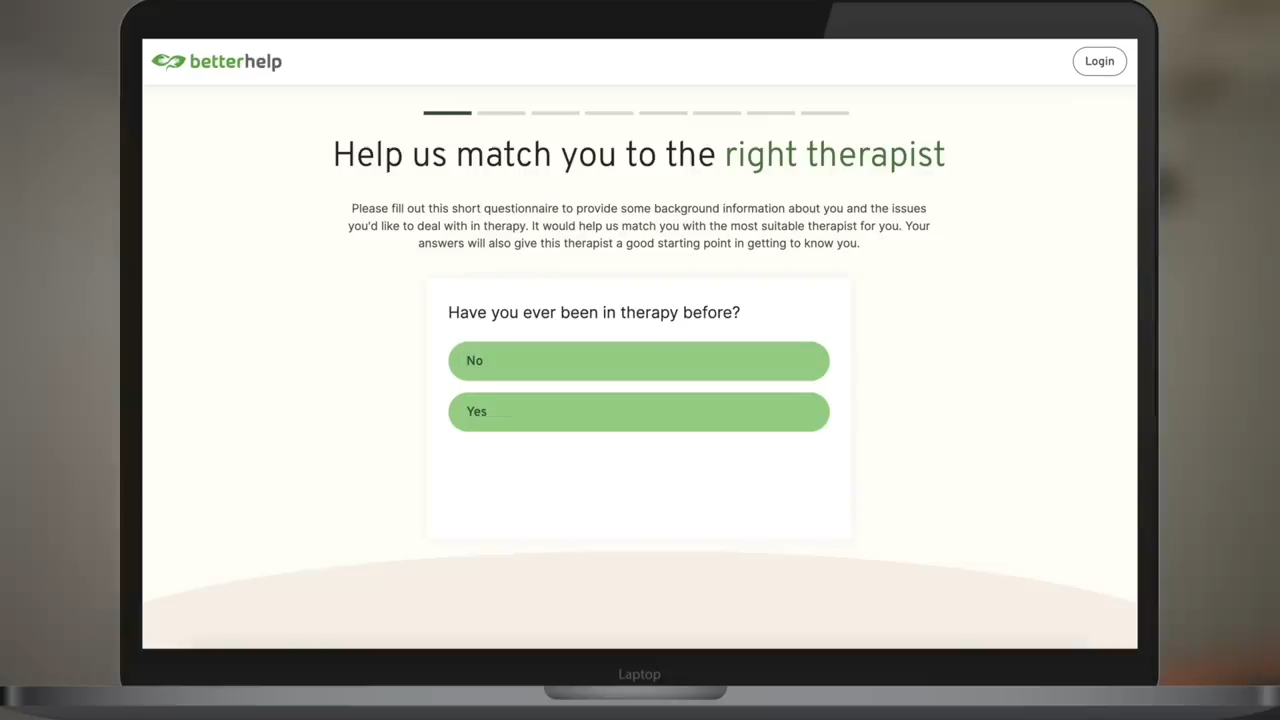 betterhelp
Login
Help us match you to the right therapist
Please fill out this short questionnaire to provide some background information about you and the issues
you'd like to deal with in therapy. It would help us match you with the most suitable therapist for you. Your
answers will also give this therapist a good starting point in getting to know you.
Have you ever been in therapy before?
No
Yes
Laptop